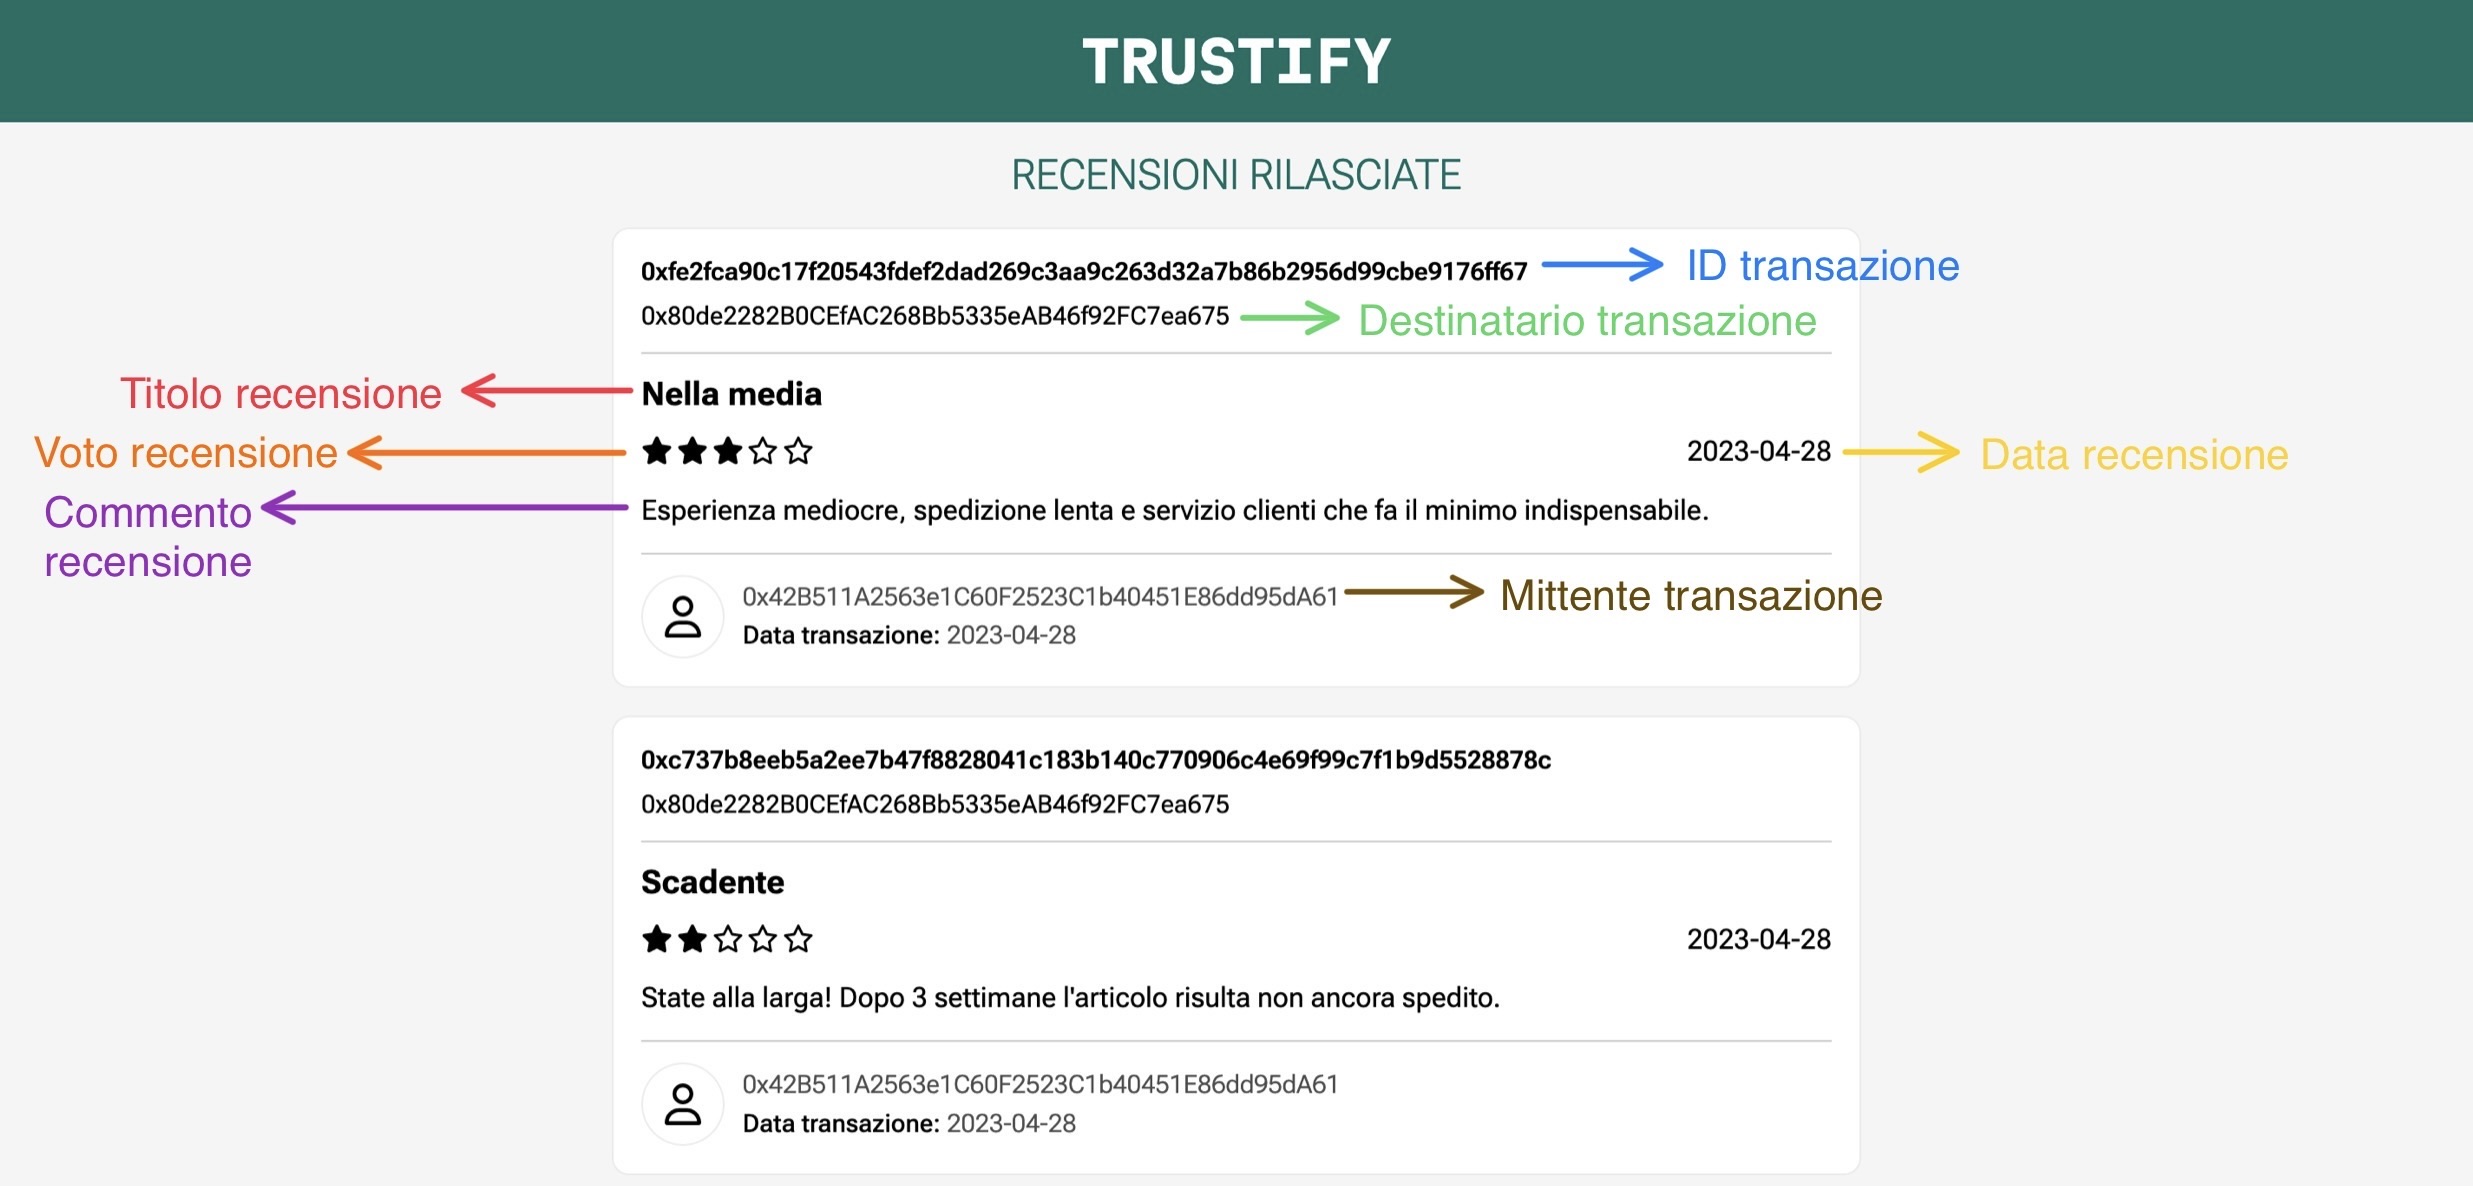 TRUSTIFY
RECENSIONI RILASCIATE
0xfe2fca90c17f20543fdef2dad269c3aa9c263d32a7b86b2956d99cbe9176ff67
ID transazione
0x80de2282B0CEfAC268Bb5335eAB46f92FC7ea675
Destinatario transazione
Titolo recensione
Nella media
Voto recensione
2023-04-28
Data recensione
Commento
recensione
Esperienza mediocre, spedizione lenta e servizio clienti che fa il minimo indispensabile.
0x42B511A2563e1C60F2523C1b40451E86dd95dA61
Mittente transazione
Data transazione: 2023-04-28
0xc737b8eeb5a2ee7b47f8828041c183b140c770906c4e69f99c7f1b9d5528878c
0x80de2282B0CEfAC268Bb5335eAB46f92FC7ea675
Scadente
2023-04-28
State alla larga! Dopo 3 settimane l'articolo risulta non ancora spedito.
0x42B511A2563e1C60F2523C1b40451E86dd95dA61
Data transazione: 2023-04-28